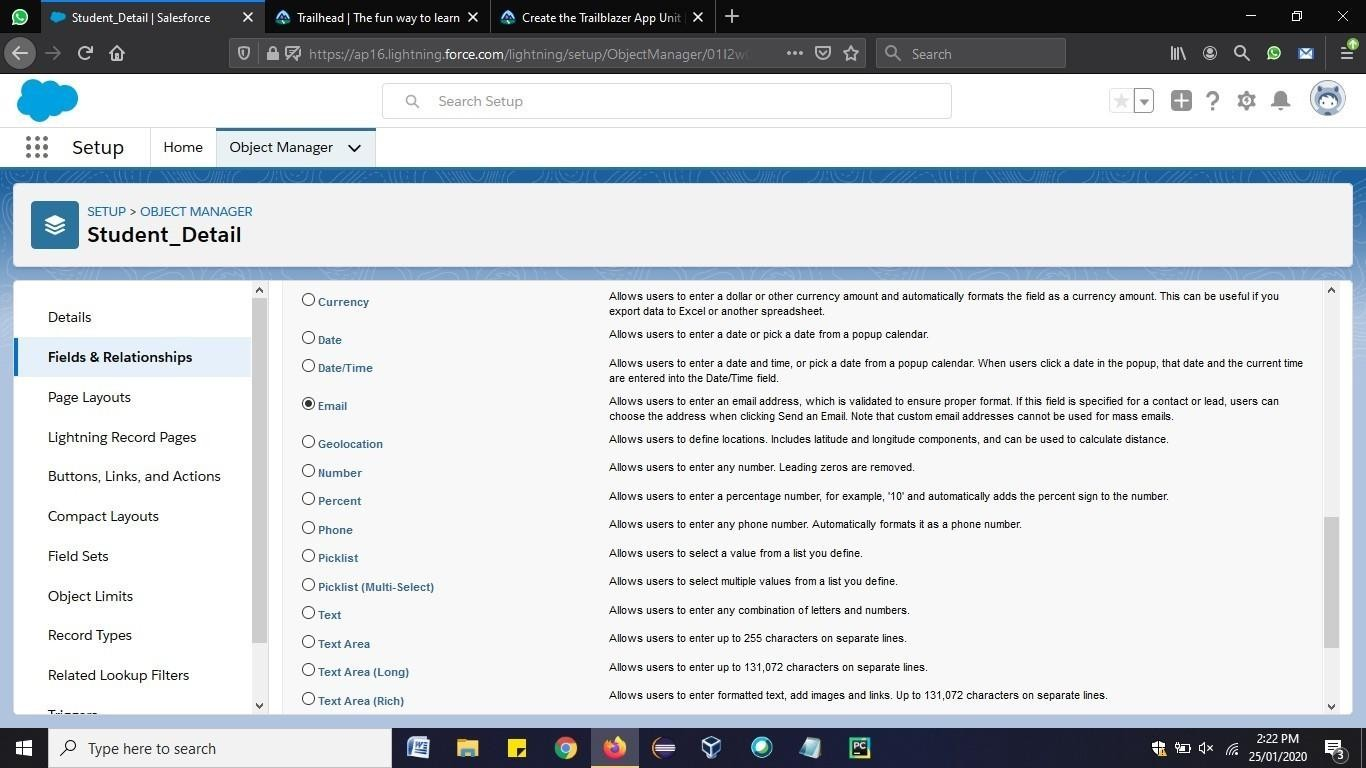 Student_Detail | Salesforce
Trailhead | The fun way to learn
Create the Trailblazer App Unit
https://ap16.lightning.force.com/lightning/setup/ObjectManager/01I2w
Search
Search Setup
Setup
Home
Object Manager
SETUP > OBJECT MANAGER
Student_Detail
Details
Fields & Relationships
Page Layouts
Lightning Record Pages
Buttons, Links, and Actions
Compact Layouts
Field Sets
Object Limits
Record Types
Related Lookup Filters
Triggers
Currency
Allows users to enter a dollar or other currency amount and automatically formats the field as a currency amount. This can be useful if you
export data to Excel or another spreadsheet.
Date
Allows users to enter a date or pick a date from a popup calendar.
Date/Time
Allows users to enter a date and time, or pick a date from a popup calendar. When users click a date in the popup, that date and the current time
are entered into the Date/Time field.
Email
Allows users to enter an email address, which is validated to ensure proper format. If this field is specified for a contact or lead, users can
choose the address when clicking Send an Email. Note that custom email addresses cannot be used for mass emails.
Geolocation
Allows users to define locations. Includes latitude and longitude components, and can be used to calculate distance.
Number
Allows users to enter any number. Leading zeros are removed.
Percent
Allows users to enter a percentage number, for example, '10' and automatically adds the percent sign to the number.
Phone
Allows users to enter any phone number. Automatically formats it as a phone number.
Picklist
Allows users to select a value from a list you define.
Picklist (Multi-Select)
Allows users to select multiple values from a list you define.
Text
Allows users to enter any combination of letters and numbers.
Text Area
Allows users to enter up to 255 characters on separate lines.
Text Area (Long)
Allows users to enter up to 131,072 characters on separate lines.
Text Area (Rich)
Allows users to enter formatted text, add images and links. Up to 131,072 characters on separate lines.
Type here to search
PC
2:22 PM
25/01/2020
3